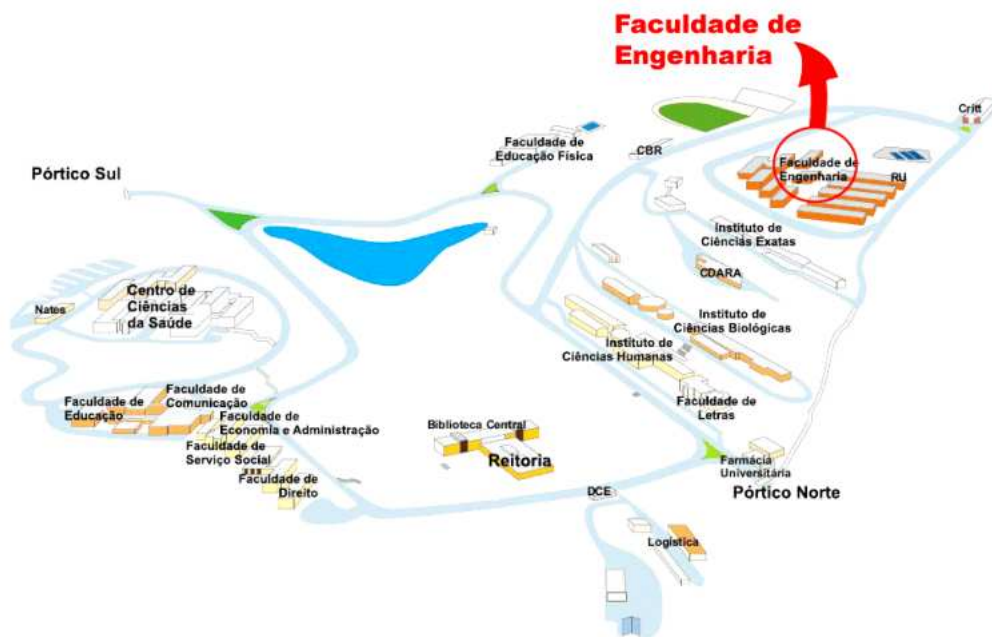 Faculdade de
Engenharia
Critt
Faculdade de
Educação Física
CBR
Faculdade de
Engenharia
RU
Pórtico Sul
Instituto de
Ciências Exatas
CDARA
Centro de
Ciências
da Saúde
Nates
Instituto de
Ciências Biológicas
Instituto de
Ciências Humanas
Faculdade de
Comunicação
Faculdade de
Educação
Faculdade de
Economia e Administração
Faculdade de
Letras
Biblioteca Central
Reitoria
Faculdade de
Serviço Social
Faculdade de
Direito
Farmácia
Universitária
Pórtico Norte
DCE
Logística